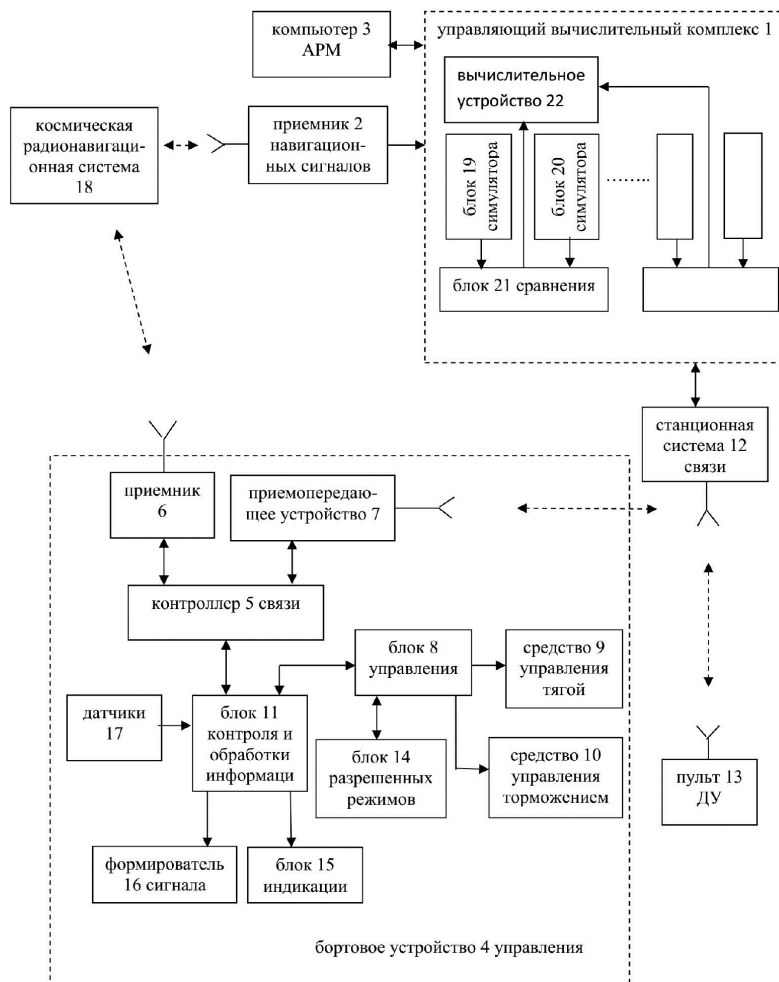 компьютер 3
АРМ
управляющий вычислительный комплекс 1
вычислительное
устройство 22
космическая
радионавигаци-
онная система
18
приемник 2
навигацион-
ных сигналов
блок 19
симулятора
блок 20
симулятора
........
блок 21 сравнения
станционная
система 12
связи
приемник
6
приемопередаю-
щее устройство 7
контроллер 5 связи
блок 8
управления
средство 9
управления
тягой
датчики
17
блок 11
контроля и
обработки
информаци
блок 14
разрешенных
режимов
средство 10
управления
торможением
пульт 13
ДУ
формирователь
16 сигнала
блок 15
индикации
бортовое устройство 4 управления